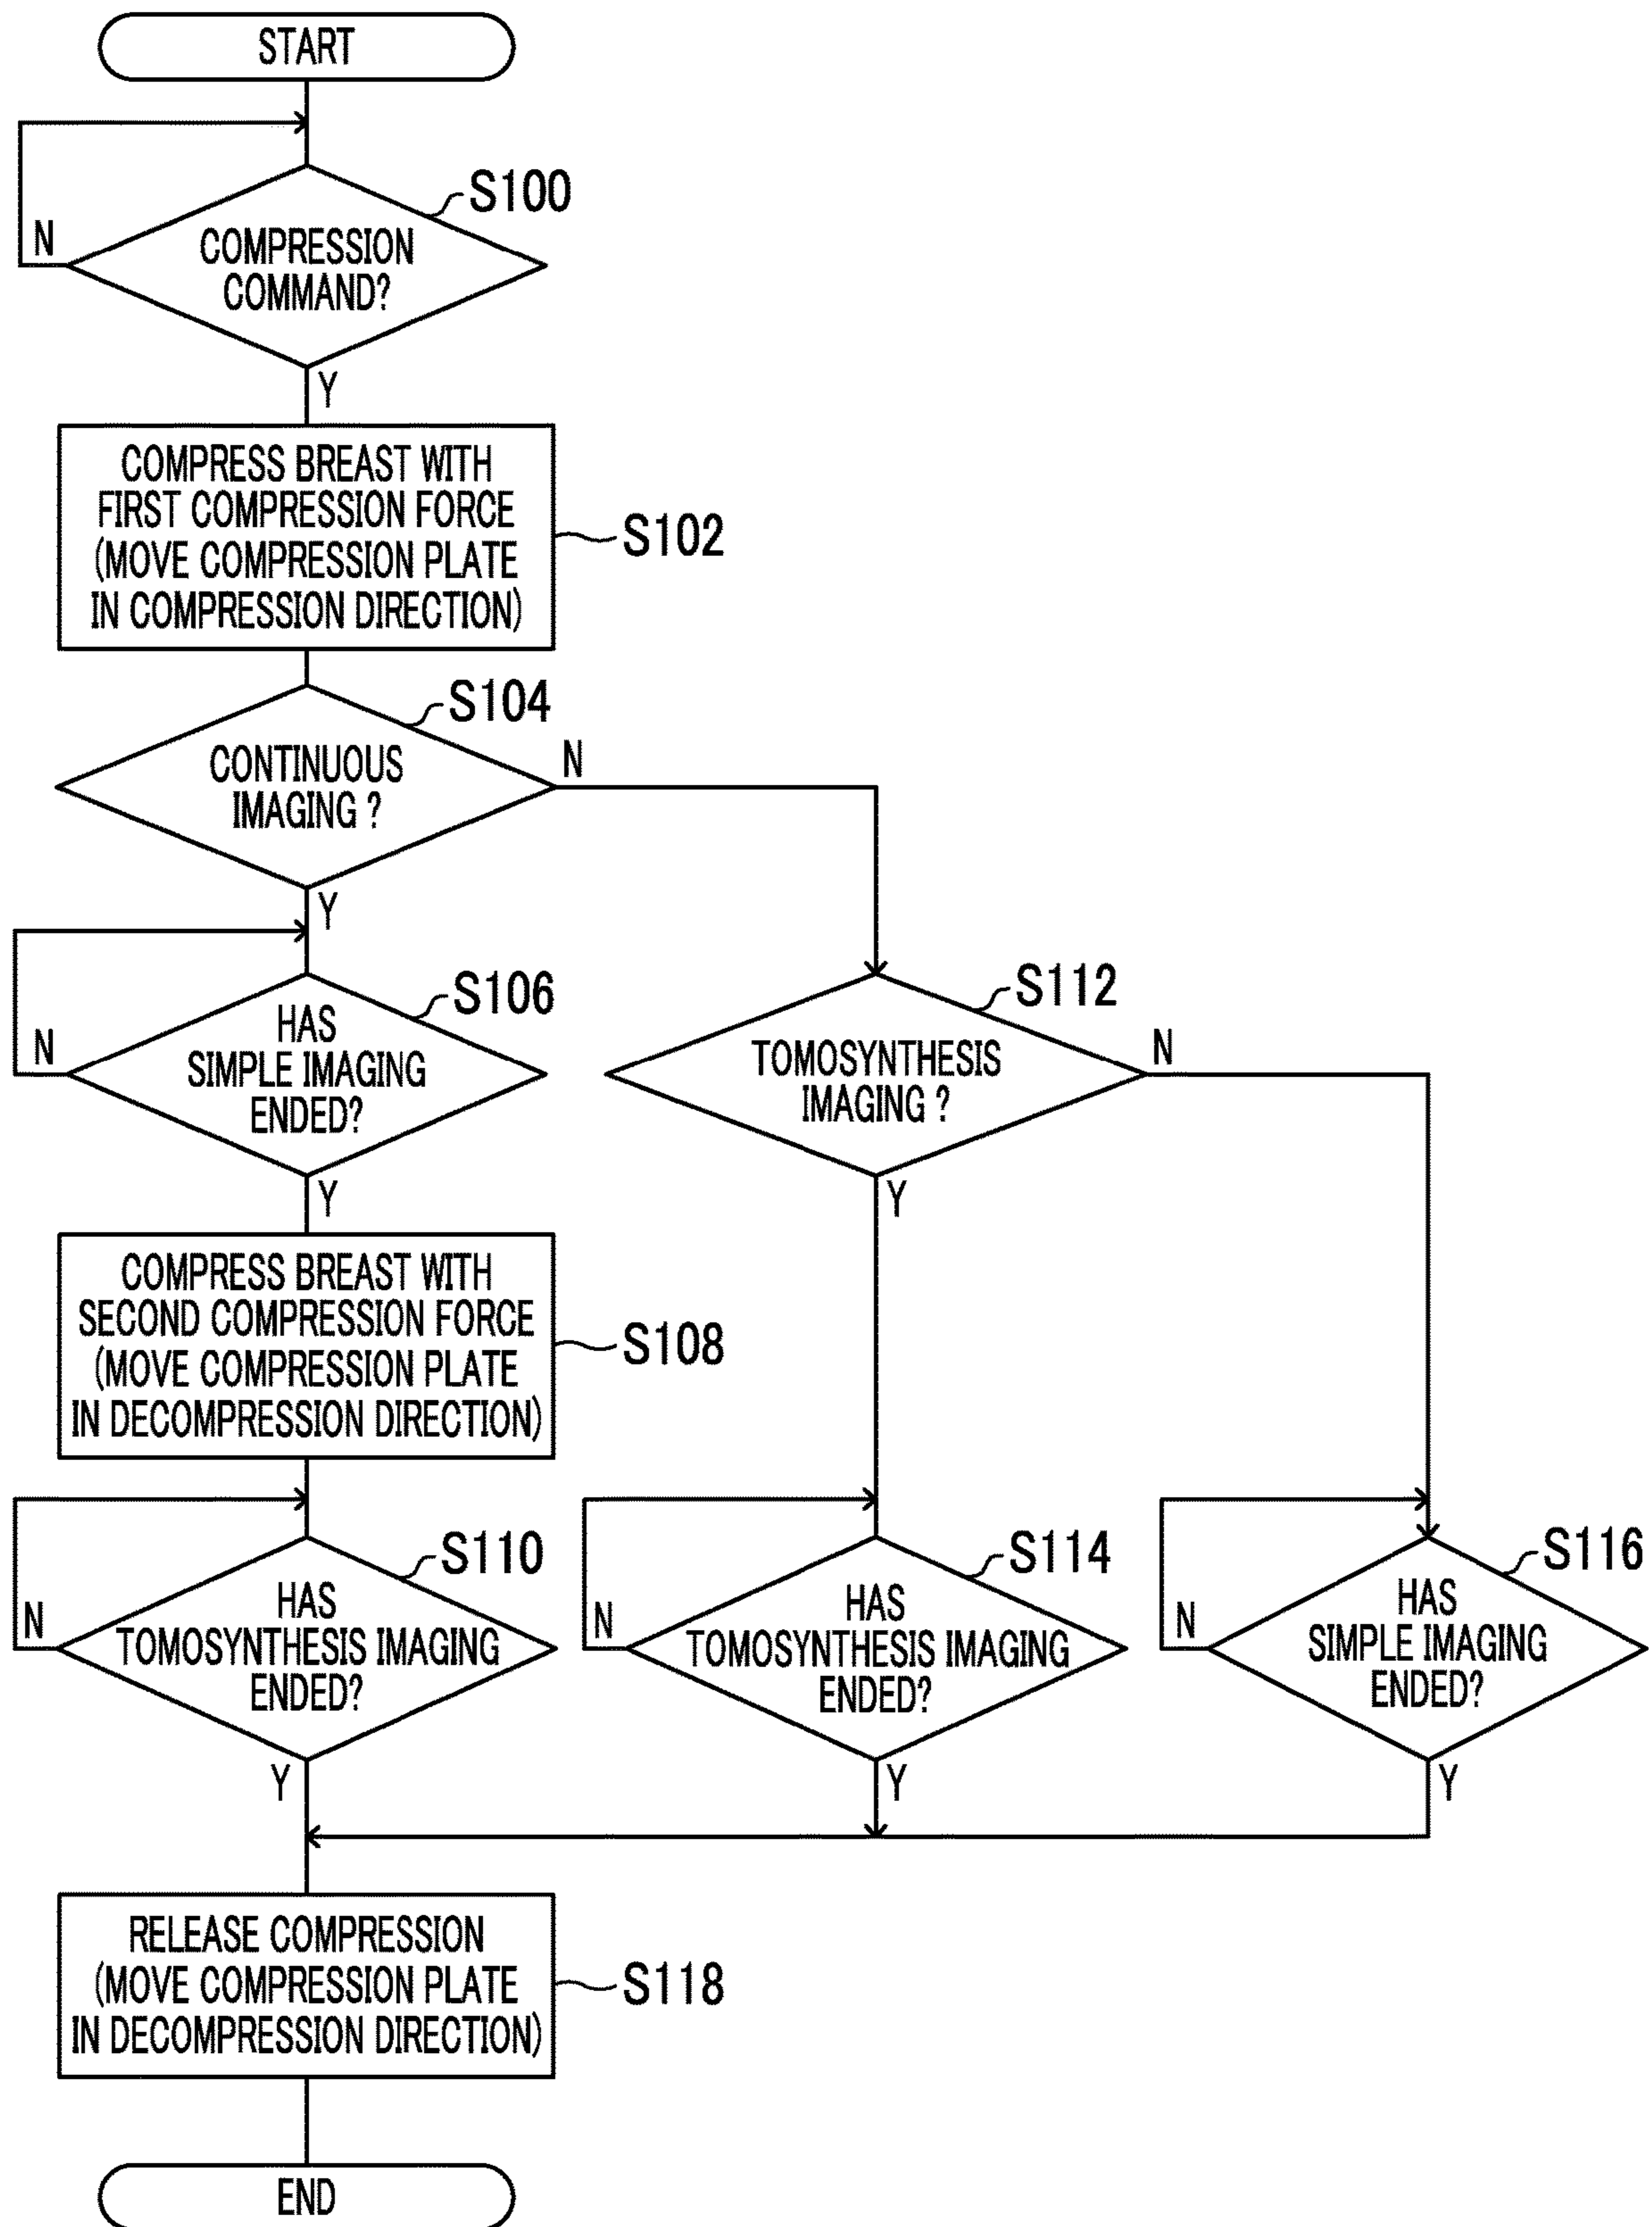 START
S100
N
COMPRESSION
COMMAND?
Y
COMPRESS BREAST WITH
FIRST COMPRESSION FORCE
(MOVE COMPRESSION PLATE
IN COMPRESSION DIRECTION)
S102
S104
CONTINUOUS
IMAGING ?
N
Y
S106
HAS
SIMPLE IMAGING
ENDED?
N
Y
S112
TOMOSYNTHESIS
IMAGING ?
N
Y
COMPRESS BREAST WITH
SECOND COMPRESSION FORCE
(MOVE COMPRESSION PLATE
IN DECOMPRESSION DIRECTION)
S108
S110
HAS
TOMOSYNTHESIS IMAGING
ENDED?
N
Y
S114
HAS
TOMOSYNTHESIS IMAGING
ENDED?
N
Y
S116
HAS
SIMPLE IMAGING
ENDED?
N
Y
RELEASE COMPRESSION
(MOVE COMPRESSION PLATE
IN DECOMPRESSION DIRECTION)
S118
END